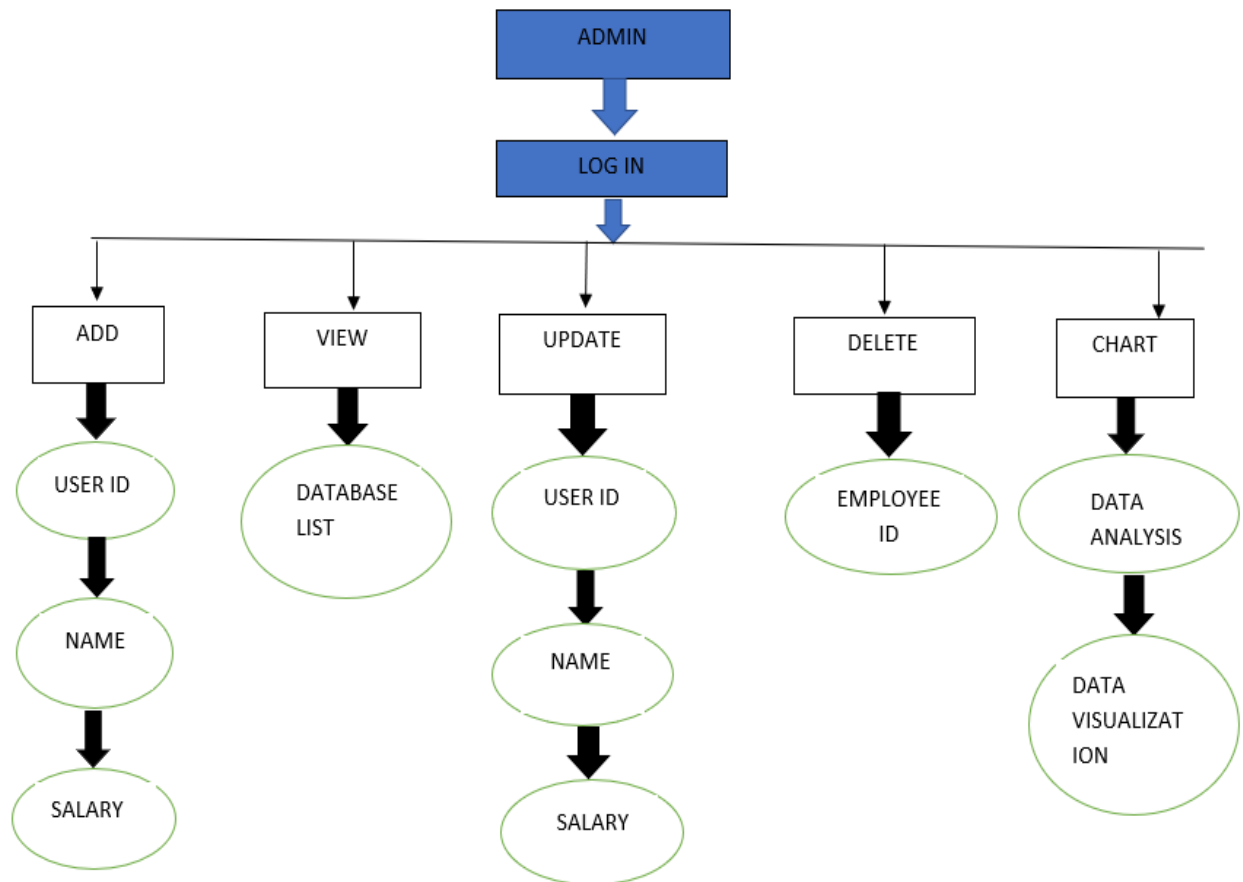 ADMIN
LOG IN
ADD
VIEW
UPDATE
DELETE
CHART
USER ID
DATABASE
LIST
USER ID
EMPLOYEE
ID
DATA
ANALYSIS
NAME
NAME
DATA
VISUALIZAT
ION
SALARY
SALARY